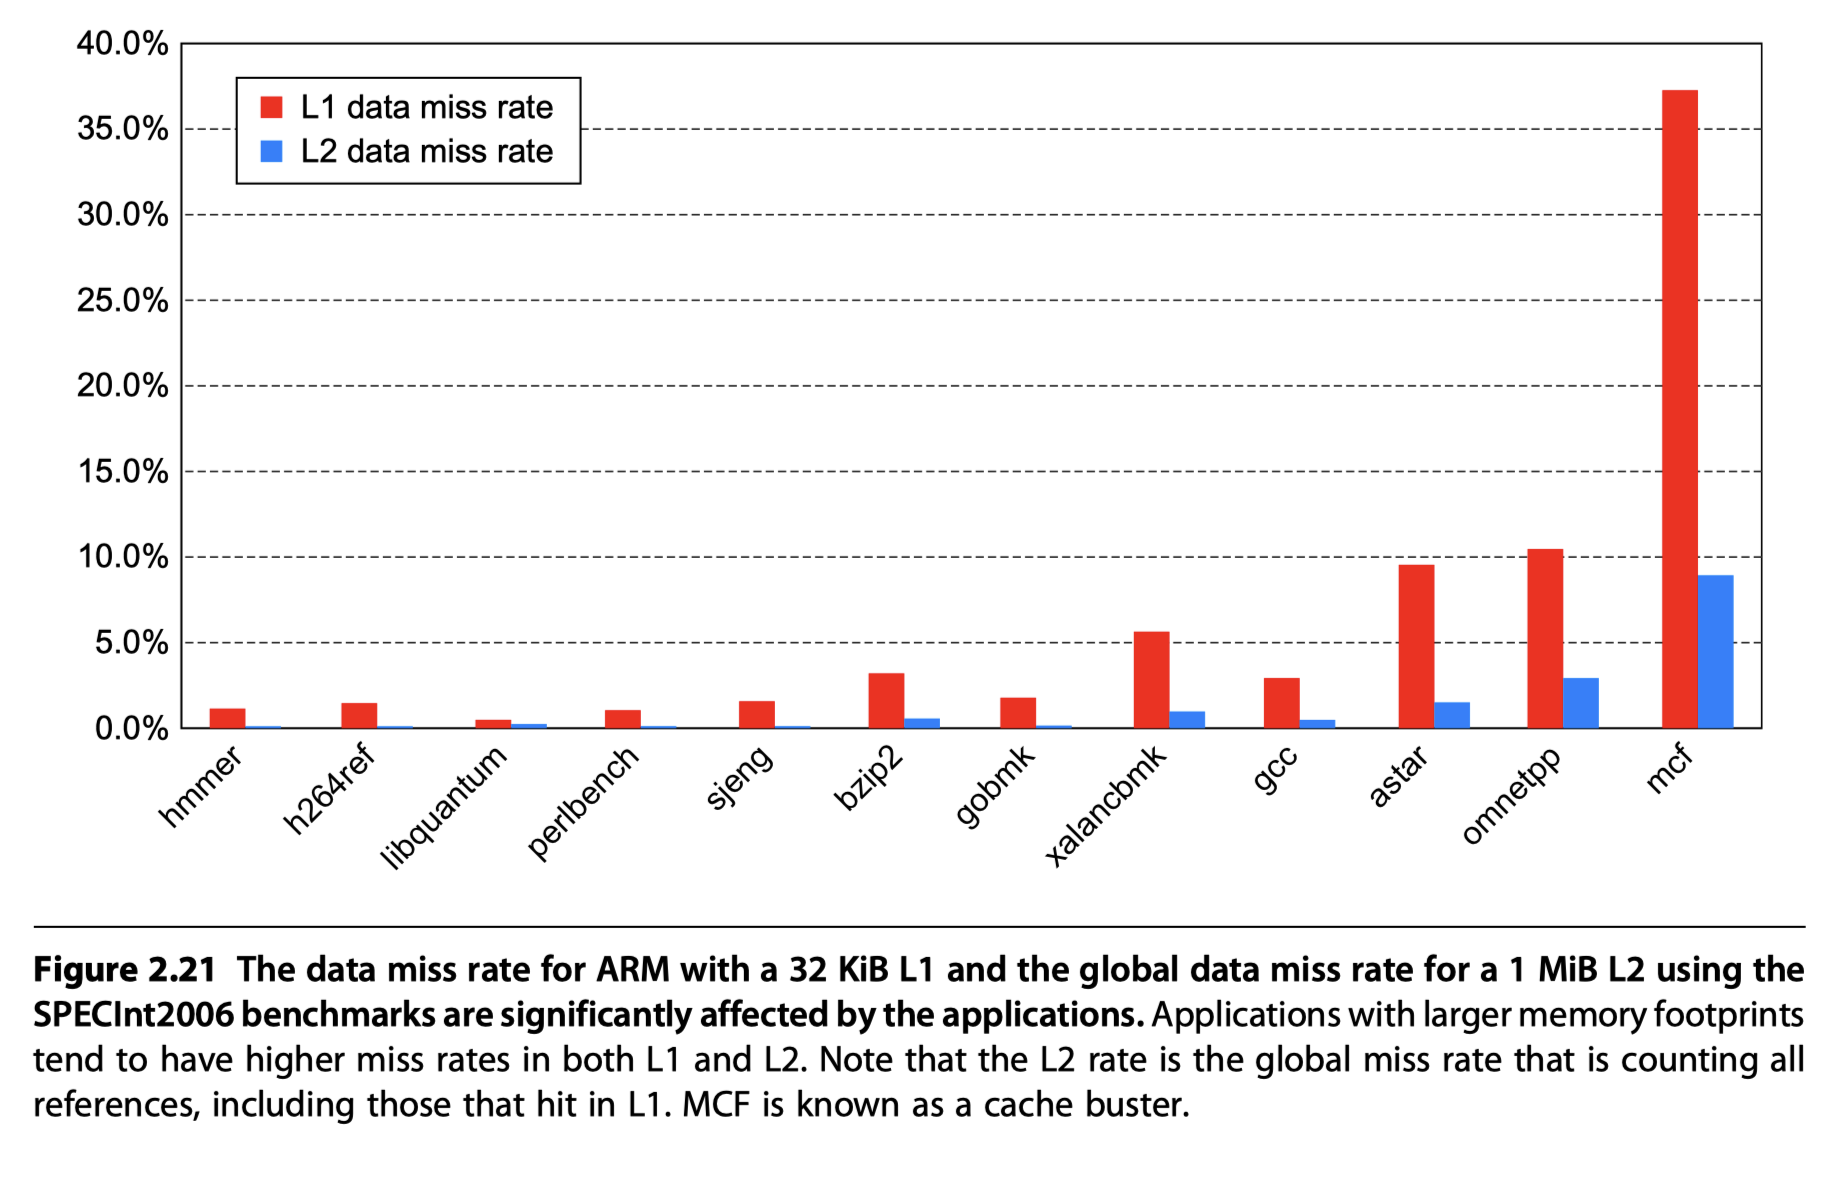 40.0%
35.0%
30.0%
25.0%
20.0%
15.0%
10.0%
5.0%
0.0%
L1 data miss rate
L2 data miss rate
hmmer
h264ref
libquantum
perlbench
sjeng
bzip2
gobmk
xalancbmk
gcc
astar
omnetpp
mcf
Figure 2.21 The data miss rate for ARM with a 32 KiB L1 and the global data miss rate for a 1 MiB L2 using the
SPECInt2006 benchmarks are significantly affected by the applications. Applications with larger memory footprints
tend to have higher miss rates in both L1 and L2. Note that the L2 rate is the global miss rate that is counting all
references, including those that hit in L1. MCF is known as a cache buster.